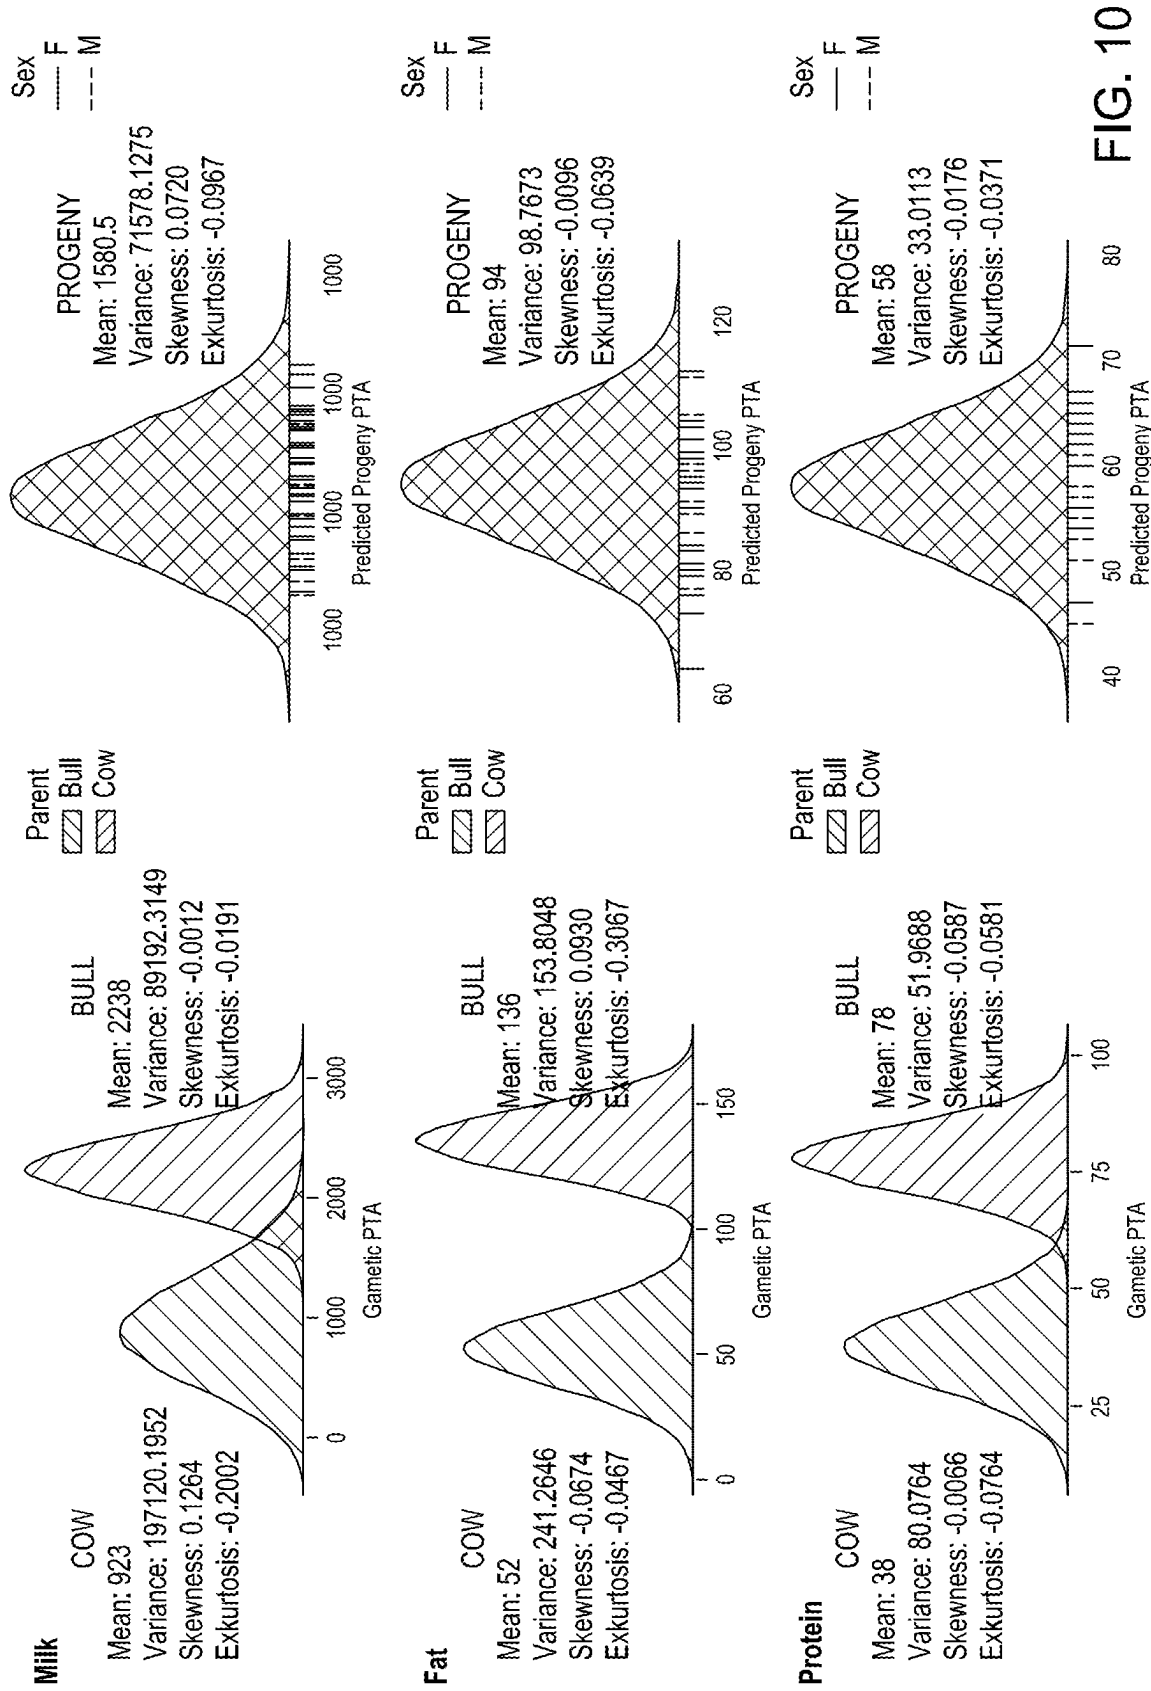 Milk
COW
Mean: 923
Variance: 197120.1952
Skewness: 0.1264
Exkurtosis: -0.2002
BULL
Mean: 2238
Variance: 89192.3149
Skewness: -0.0012
Exkurtosis: -0.0191
Parent
Bull
Cow
0 1000 2000 3000
Gametic PTA
PROGENY
Mean: 1580.5
Variance: 71578.1275
Skewness: 0.0720
Exkurtosis: -0.0967
Sex
F
M
1000 1000 1000 1000
Predicted Progeny PTA
Fat
COW
Mean: 52
Variance: 241.2646
Skewness: -0.0674
Exkurtosis: -0.0467
BULL
Mean: 136
Variance: 153.8048
Skewness: 0.0930
Exkurtosis: -0.3067
Parent
Bull
Cow
0 50 100 150
Gametic PTA
PROGENY
Mean: 94
Variance: 98.7673
Skewness: -0.0096
Exkurtosis: -0.0639
Sex
F
M
60 80 100 120
Predicted Progeny PTA
Protein
COW
Mean: 38
Variance: 80.0764
Skewness: -0.0066
Exkurtosis: -0.0764
BULL
Mean: 78
Variance: 51.9688
Skewness: -0.0587
Exkurtosis: -0.0581
Parent
Bull
Cow
25 50 75 100
Gametic PTA
PROGENY
Mean: 58
Variance: 33.0113
Skewness: -0.0176
Exkurtosis: -0.0371
Sex
F
M
40 50 60 70 80
Predicted Progeny PTA
FIG. 10